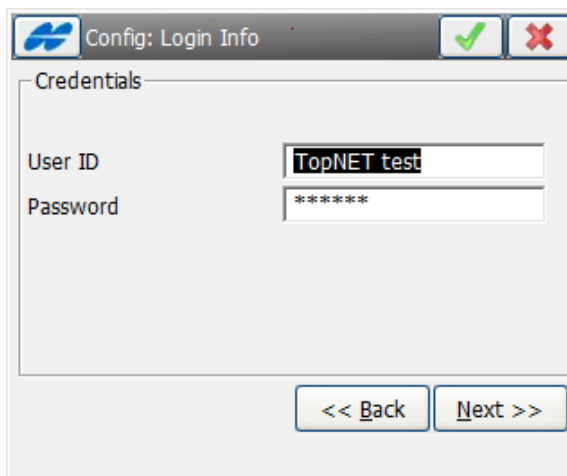 Config: Login Info
Credentials
User ID TopNET test
Password ******
<< Back Next >>